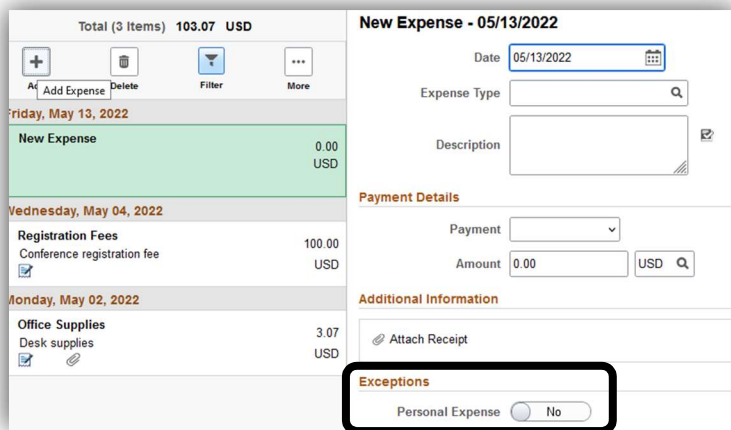 Total (3 Items) 103.07 USD
Add Expense
Delete
Filter
More
Friday, May 13, 2022
New Expense
0.00
USD
Wednesday, May 04, 2022
Registration Fees
Conference registration fee
100.00
USD
Monday, May 02, 2022
Office Supplies
Desk supplies
3.07
USD
New Expense - 05/13/2022
Date 05/13/2022
Expense Type
Description
Payment Details
Payment
Amount 0.00 USD
Additional Information
Attach Receipt
Exceptions
Personal Expense No